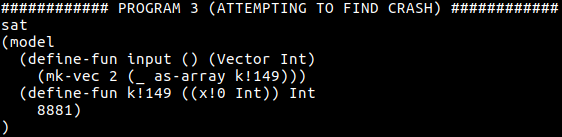 ############ PROGRAM 3 (ATTEMPTING TO FIND CRASH) ############
sat
(model
  (define-fun input () (Vector Int)
    (mk-vec 2 (_ as-array k!149)))
  (define-fun k!149 ((x!0 Int)) Int
    8881)
)